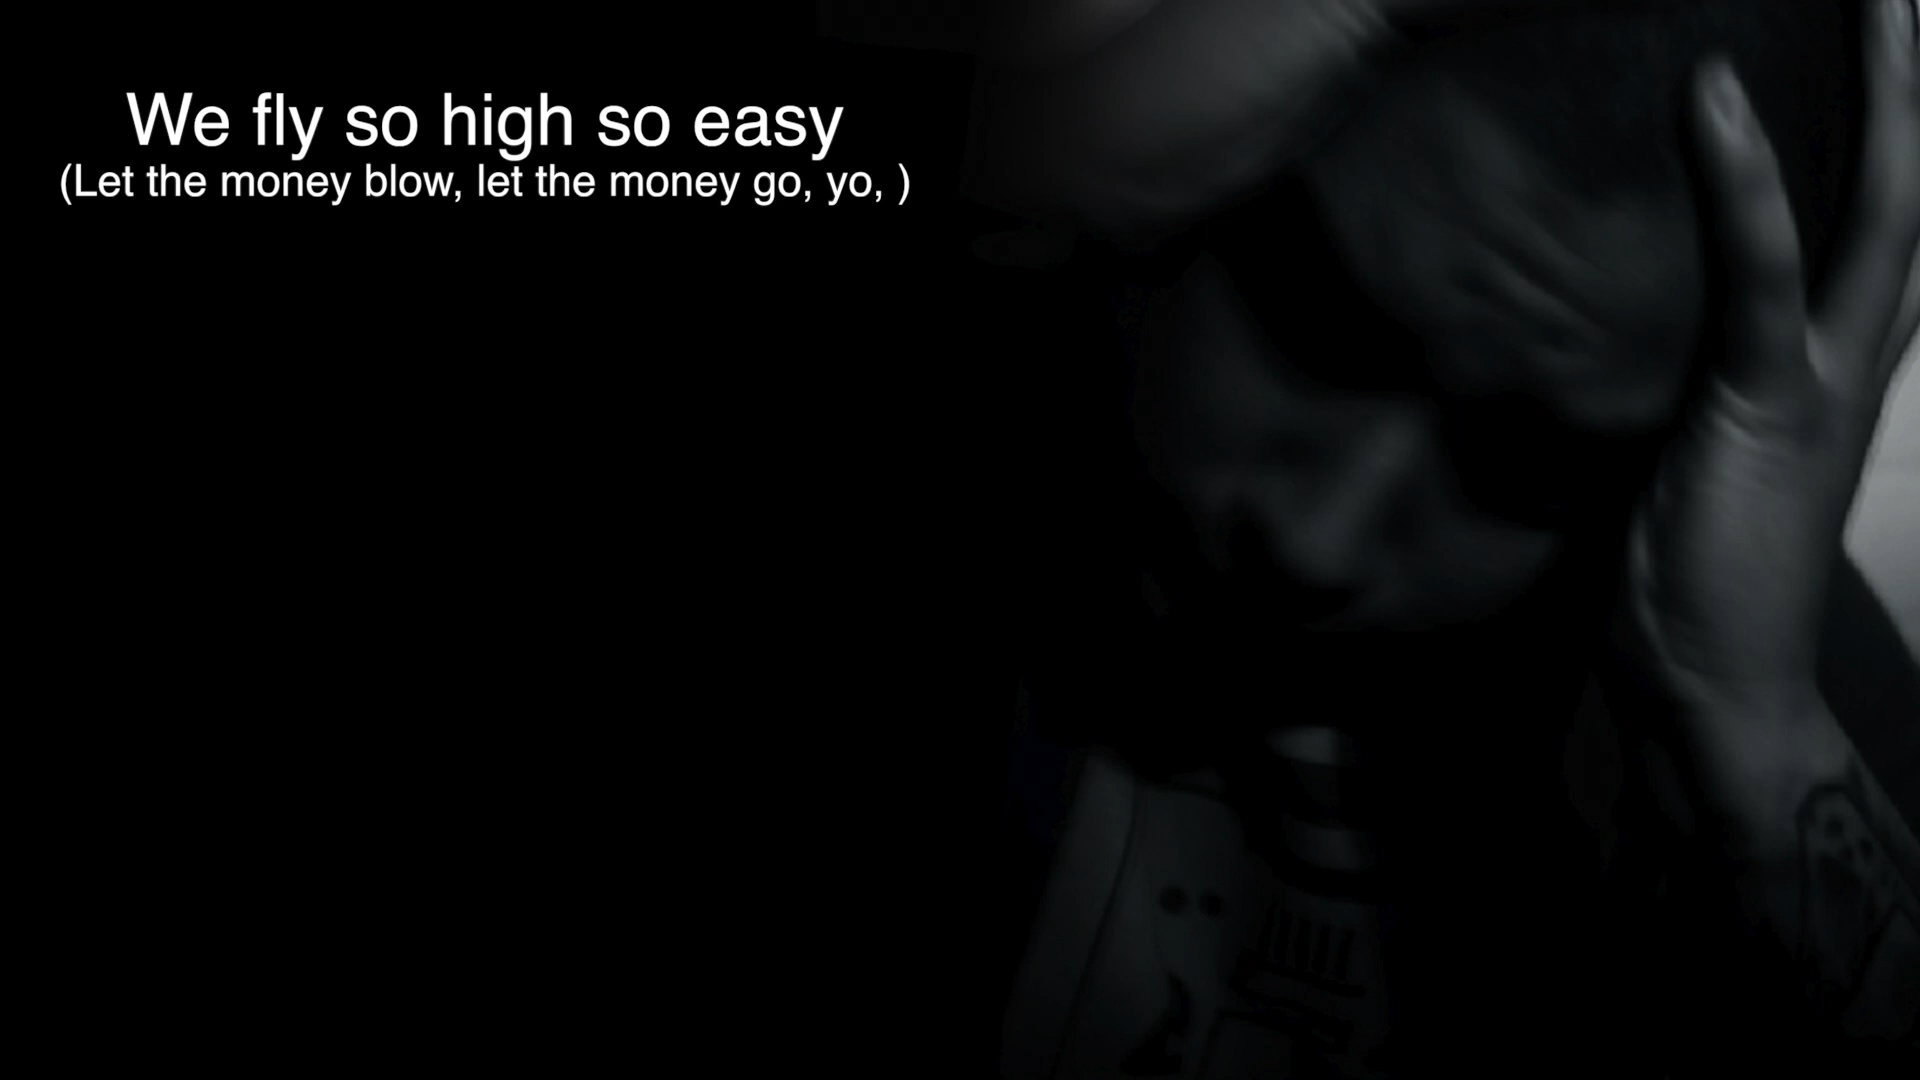 We fly so high so easy
(Let the money blow, let the money go, yo, )